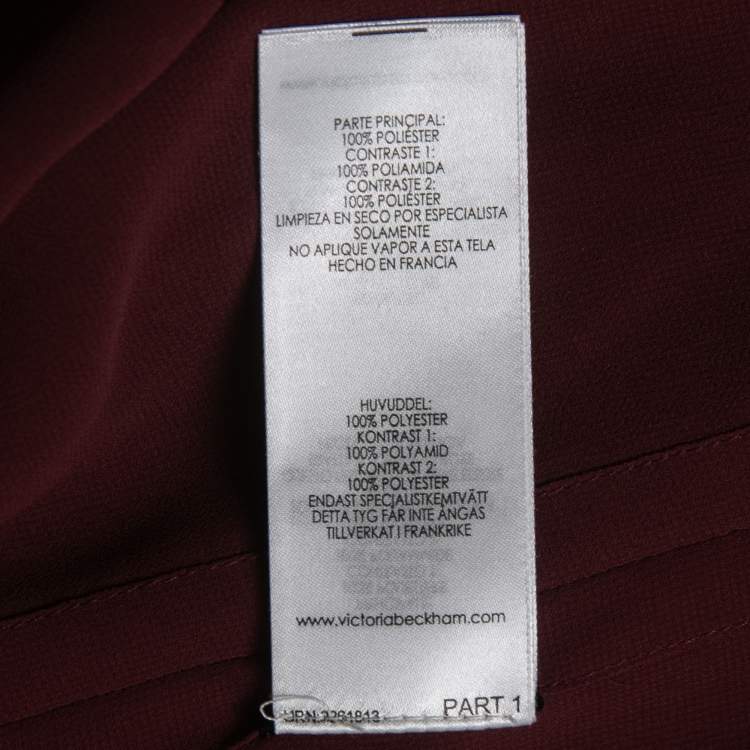 PARTE PRINCIPAL:
100% POLIÉSTER
CONTRASTE 1:
100% POLIAMIDA
CONTRASTE 2:
100% POLIÉSTER
LIMPIEZA EN SECO POR ESPECIALISTA
SOLAMENTE
NO APLIQUE VAPOR A ESTA TELA
HECHO EN FRANCIA
HUVUDDEL:
100% POLYESTER
KONTRAST 1:
100% POLYAMID
KONTRAST 2:
100% POLYESTER
ENDAST SPECJALISTKEMTVÄTT
DETTA TYG FÅR INTE ÅNGAS
TILLVERKAT I FRANKRIKE
www.victoriabeckham.com
PART 1